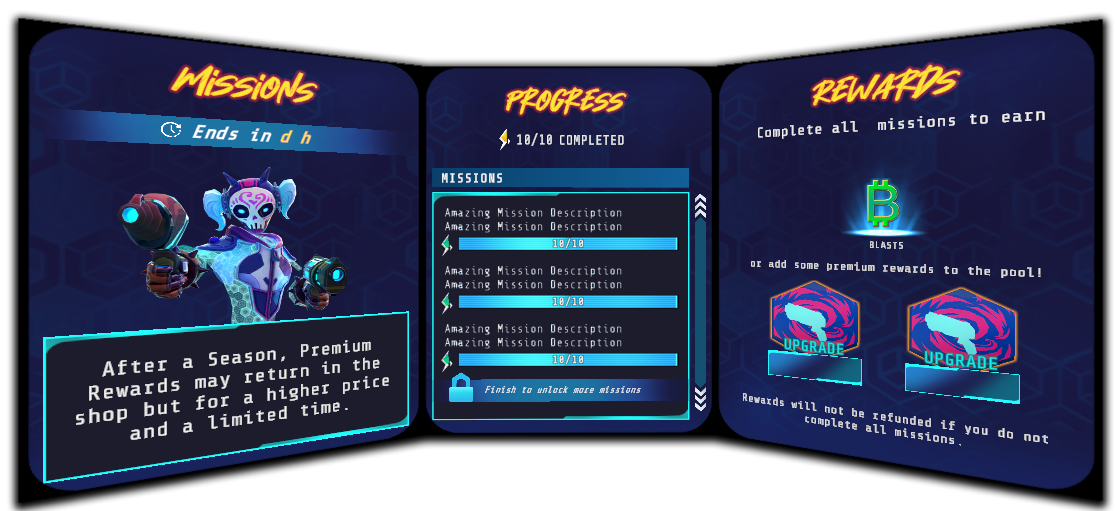 Missions
Ends in d h
After a Season, Premium
Rewards may return in the
shop but for a higher price
and a limited time.
PROGRESS
10/10 COMPLETED
MISSIONS
Amazing Mission Description
Amazing Mission Description
10/10
Amazing Mission Description
Amazing Mission Description
10/10
Amazing Mission Description
Amazing Mission Description
10/10
Finish to unlock more missions
REWARDS
Complete all missions to earn
BLASTS
or add some premium rewards to the pool!
UPGRADE
UPGRADE
Rewards will not be refunded if you do not
complete all missions.